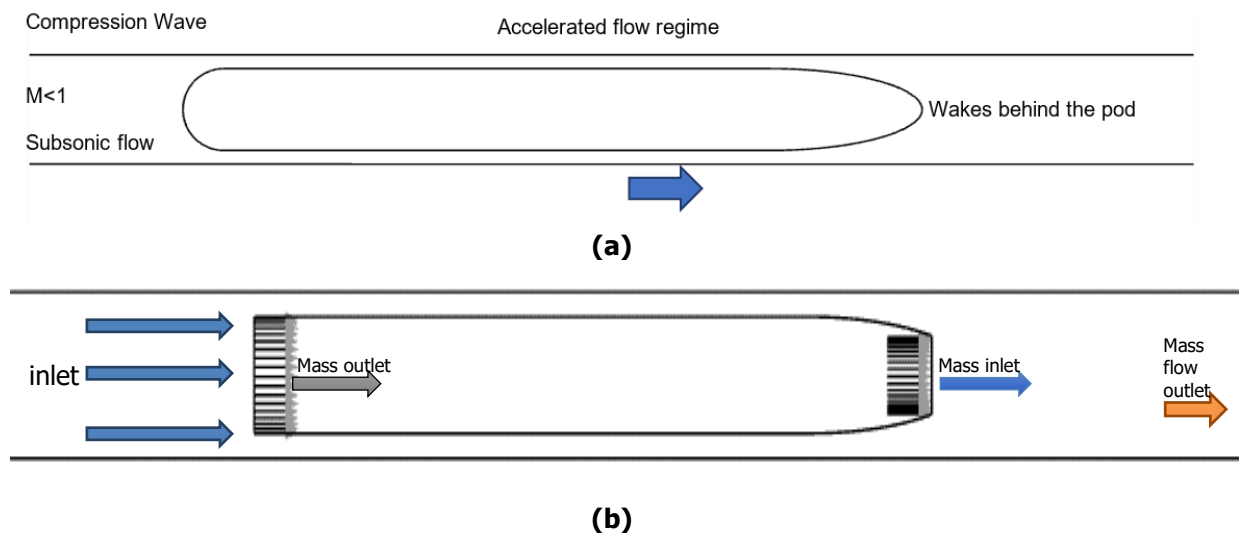 Compression Wave
Accelerated flow regime
M<1
Wakes behind the pod
Subsonic flow
(a)
inlet
Mass outlet
Mass inlet
Mass
flow
outlet
(b)